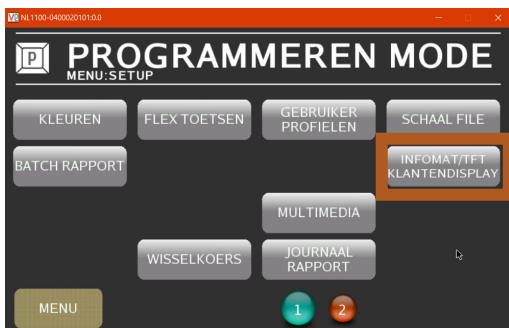 NL1100-0400020101:0.0
P
PROGRAMMEREN MODE
MENU:SETUP
KLEUREN
FLEX TOETSEN
GEBRUIKER
PROFIELEN
SCHAAL FILE
BATCH RAPPORT
INFOMAT/TFT
KLANTENDISPLAY
MULTIMEDIA
WISSELKOERS
JOURNAAL
RAPPORT
MENU
1
2